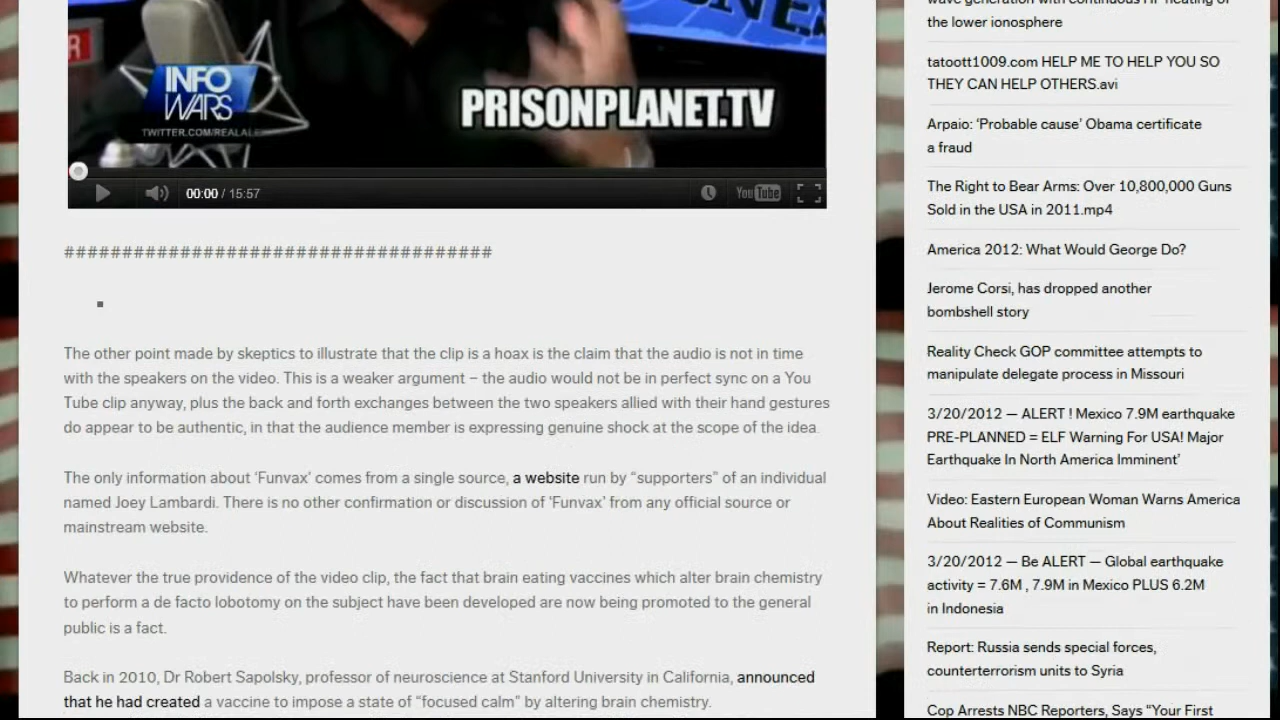 INFO
WARS
TWITTER.COM/REALALE
PRISONPLANET.TV
00:00 / 15:57
YouTube
#####################################
The other point made by skeptics to illustrate that the clip is a hoax is the claim that the audio is not in time
with the speakers on the video. This is a weaker argument – the audio would not be in perfect sync on a You
Tube clip anyway, plus the back and forth exchanges between the two speakers allied with their hand gestures
do appear to be authentic, in that the audience member is expressing genuine shock at the scope of the idea.
The only information about ‘Funvax’ comes from a single source, a website run by “supporters” of an individual
named Joey Lambardi. There is no other confirmation or discussion of ‘Funvax’ from any official source or
mainstream website.
Whatever the true providence of the video clip, the fact that brain eating vaccines which alter brain chemistry
to perform a de facto lobotomy on the subject have been developed are now being promoted to the general
public is a fact.
Back in 2010, Dr Robert Sapolsky, professor of neuroscience at Stanford University in California, announced
that he had created a vaccine to impose a state of “focused calm” by altering brain chemistry.
wave generation with continuous HF heating of
the lower ionosphere
tatoott1009.com HELP ME TO HELP YOU SO
THEY CAN HELP OTHERS.avi
Arpaio: ‘Probable cause’ Obama certificate
a fraud
The Right to Bear Arms: Over 10,800,000 Guns
Sold in the USA in 2011.mp4
America 2012: What Would George Do?
Jerome Corsi, has dropped another
bombshell story
Reality Check GOP committee attempts to
manipulate delegate process in Missouri
3/20/2012 — ALERT ! Mexico 7.9M earthquake
PRE-PLANNED = ELF Warning For USA! Major
Earthquake In North America Imminent’
Video: Eastern European Woman Warns America
About Realities of Communism
3/20/2012 — Be ALERT — Global earthquake
activity = 7.6M , 7.9M in Mexico PLUS 6.2M
in Indonesia
Report: Russia sends special forces,
counterterrorism units to Syria
Cop Arrests NBC Reporters, Says “Your First